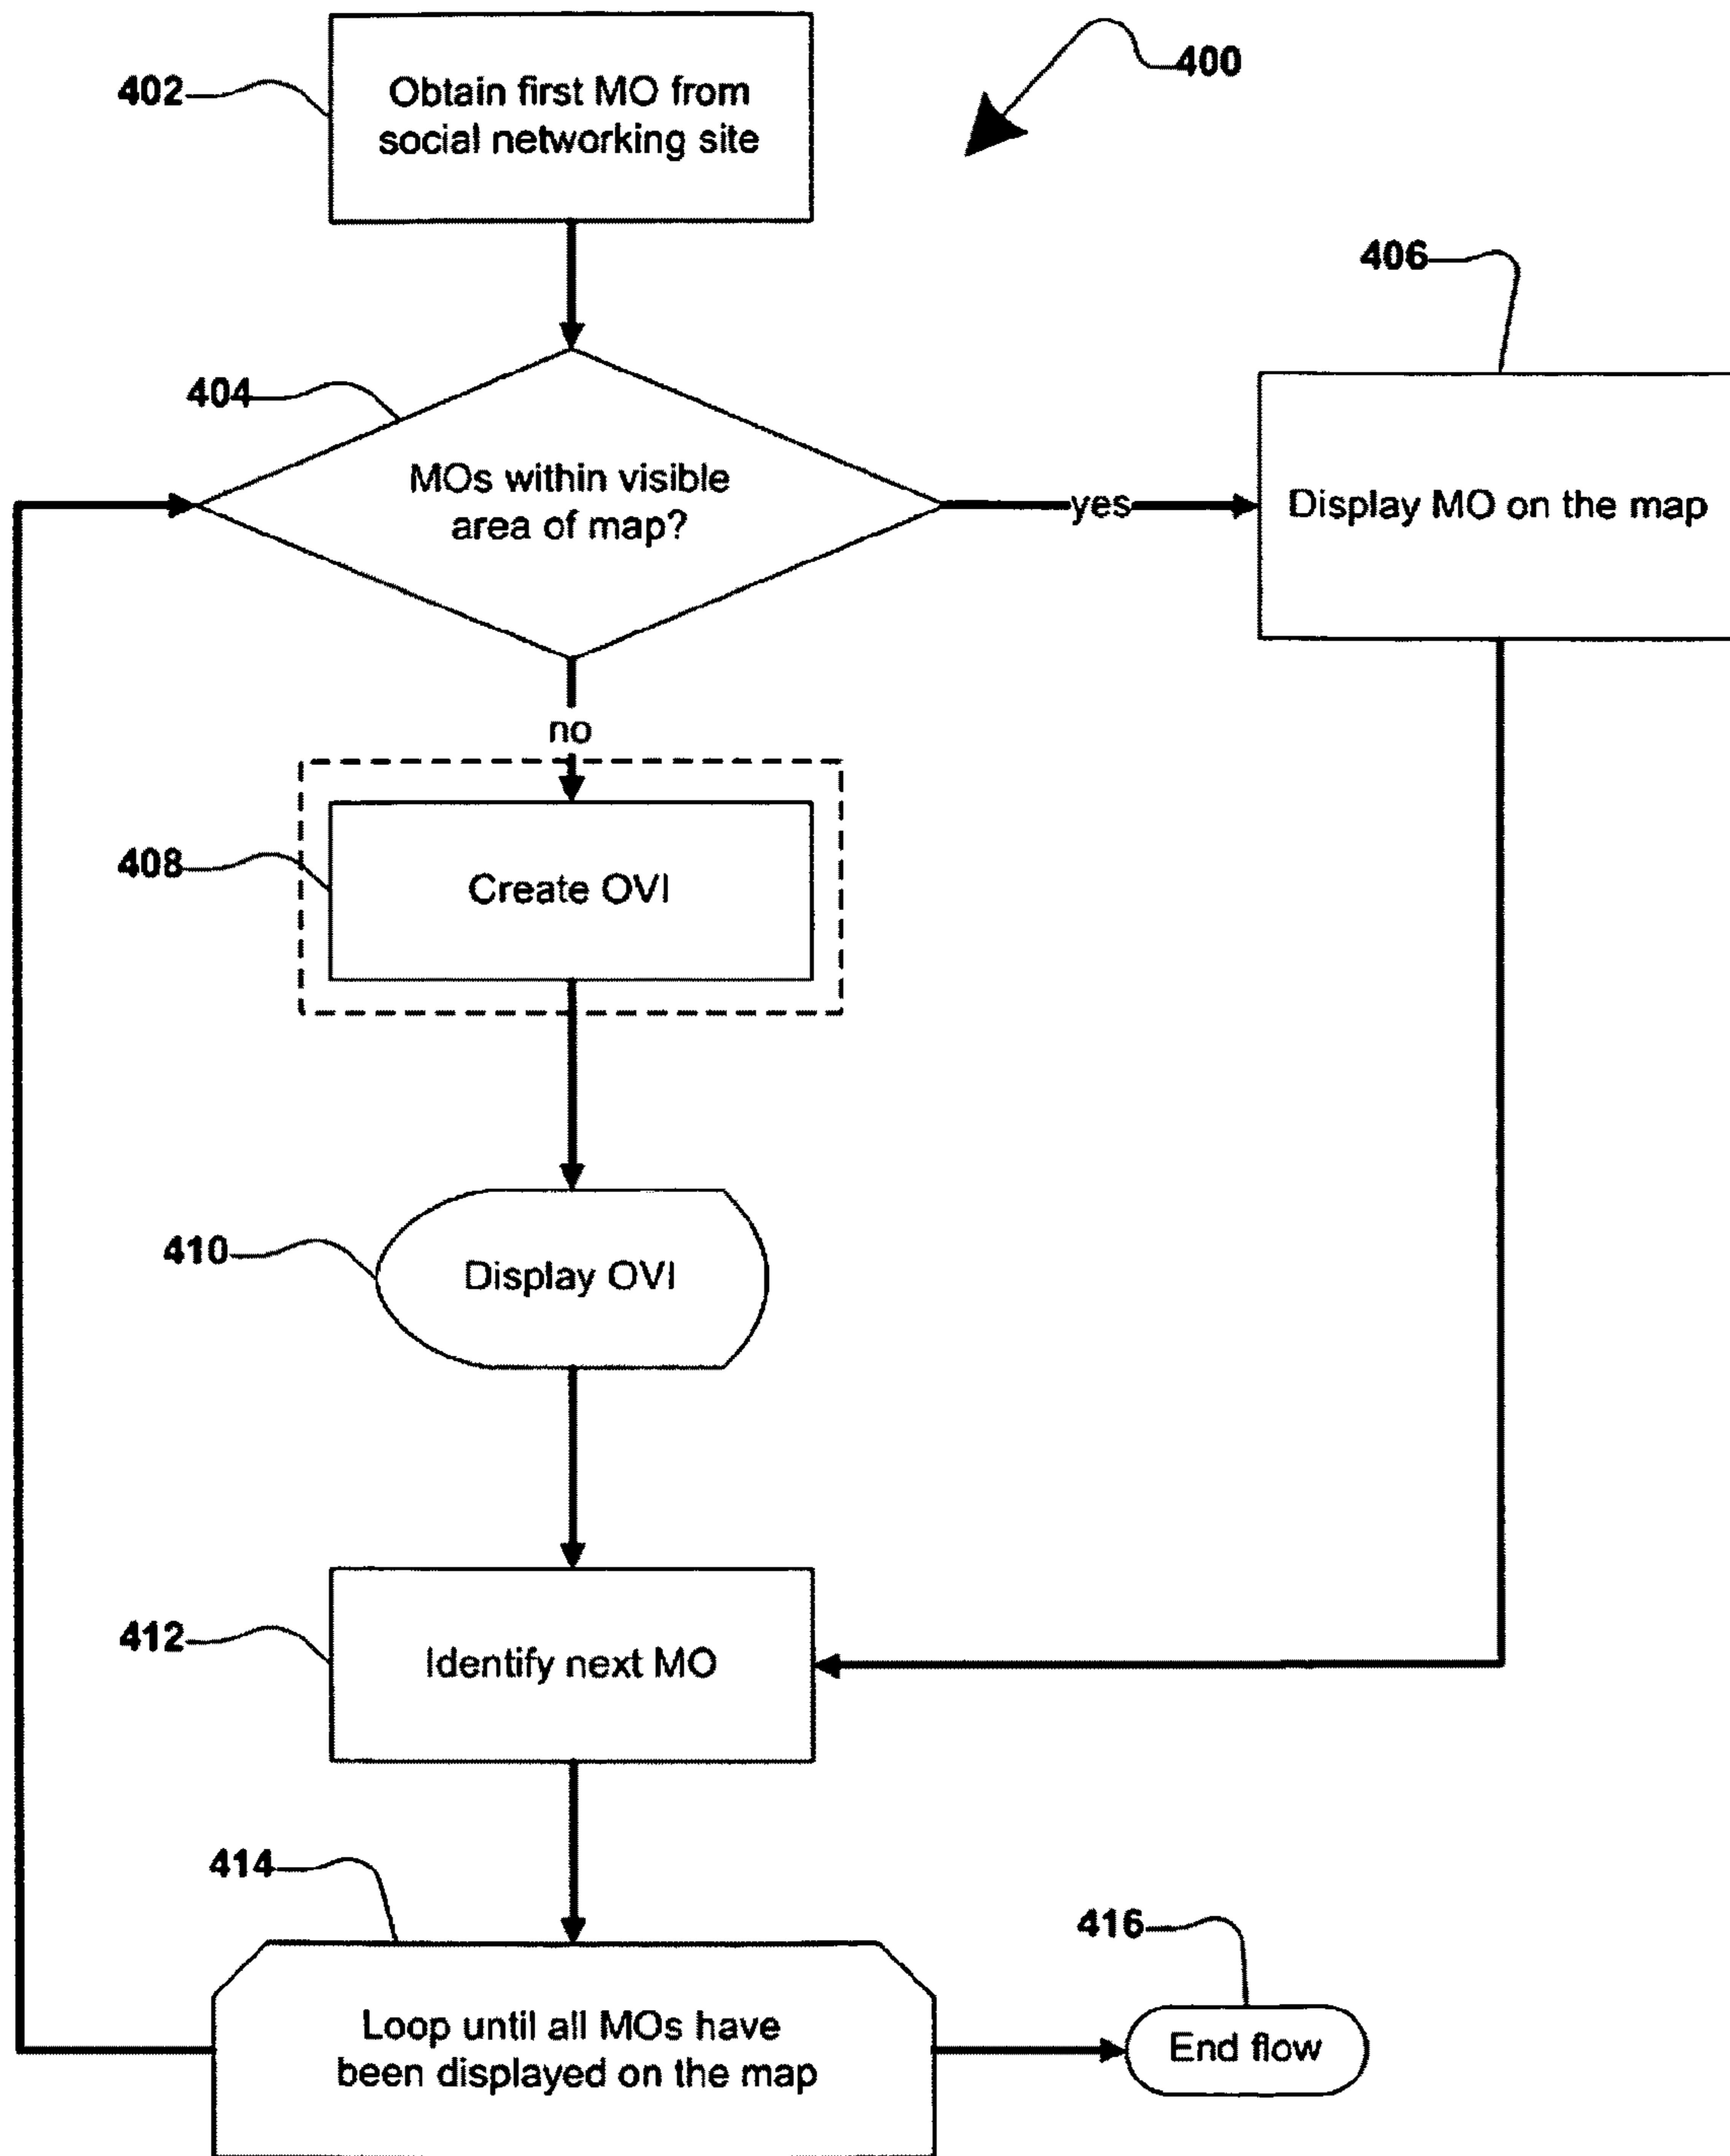 402
Obtain first MO from
social networking site
400
406
404
MOs within visible
area of map?
yes
Display MO on the map
no
408
Create OVI
410
Display OVI
412
Identify next MO
414
416
Loop until all MOs have
been displayed on the map
End flow